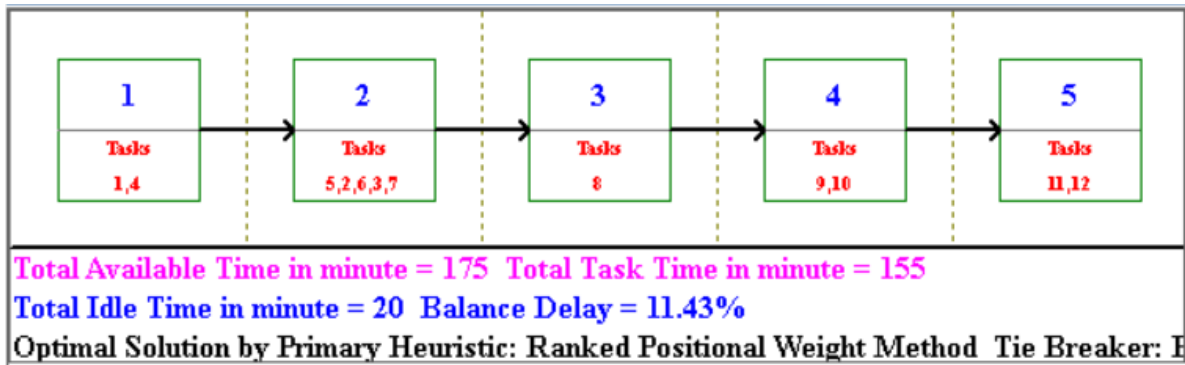 1 2 3 4 5
Tasks Tasks Tasks Tasks Tasks
1,4 5,2,6,3,7 8 9,10 11,12
Total Available Time in minute = 175 Total Task Time in minute = 155
Total Idle Time in minute = 20 Balance Delay = 11.43%
Optimal Solution by Primary Heuristic: Ranked Positional Weight Method Tie Breaker: